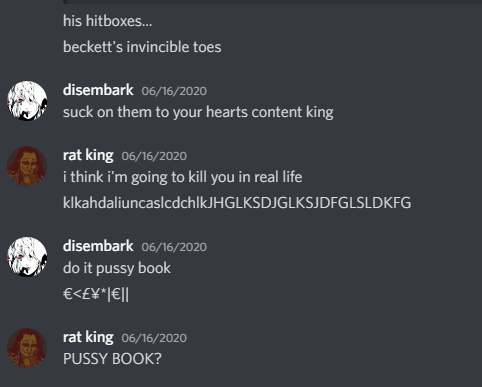 his hitboxes...
beckett's invincible toes
disembark 06/16/2020
suck on them to your hearts content king
rat king 06/16/2020
i think i'm going to kill you in real life
klkahdaliuncaslcdchlkJHGLKSDJGLKSJDFGLSLDKFG
disembark 06/16/2020
do it pussy book
€<£¥*|€||
rat king 06/16/2020
PUSSY BOOK?